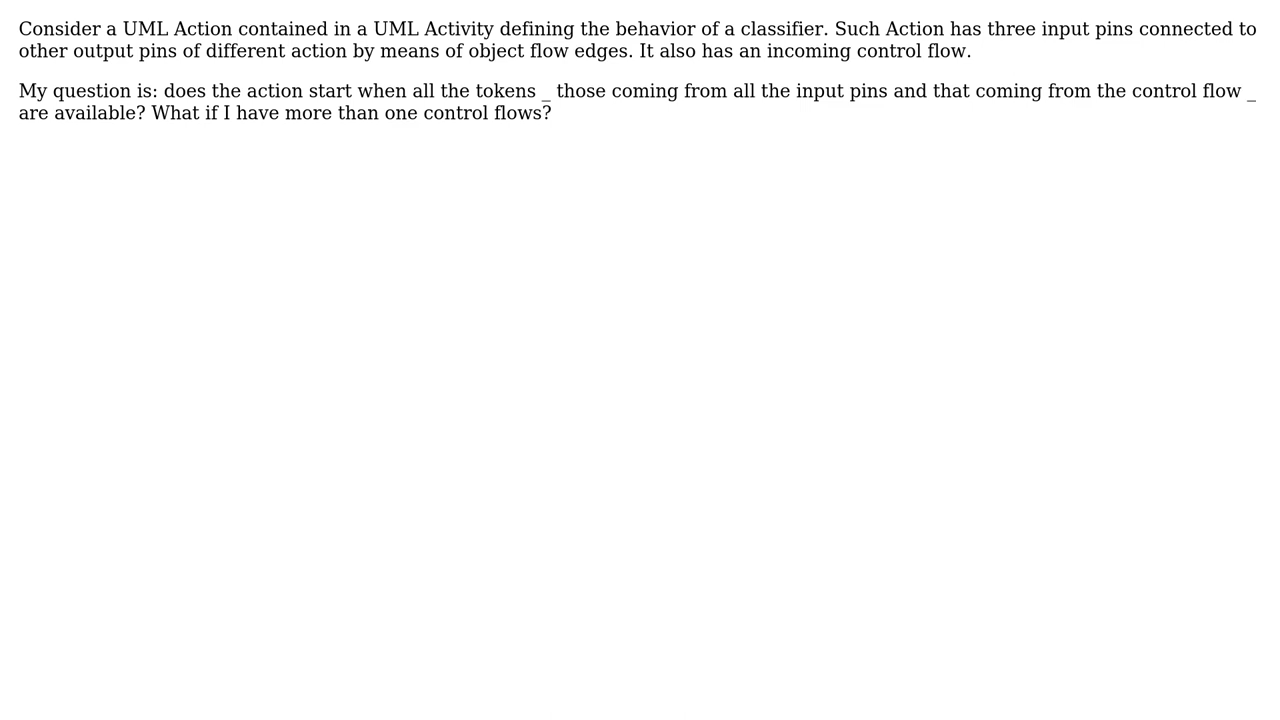 Consider a UML Action contained in a UML Activity defining the behavior of a classifier. Such Action has three input pins connected to
other output pins of different action by means of object flow edges. It also has an incoming control flow.
My question is: does the action start when all the tokens _ those coming from all the input pins and that coming from the control flow _
are available? What if I have more than one control flows?